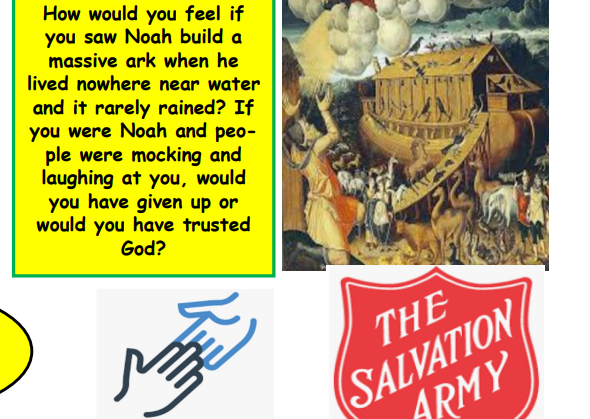 How would you feel if
you saw Noah build a
massive ark when he
lived nowhere near water
and it rarely rained? If
you were Noah and peo-
ple were mocking and
laughing at you, would
you have given up or
would you have trusted
God?
THE
SALVATION
ARMY